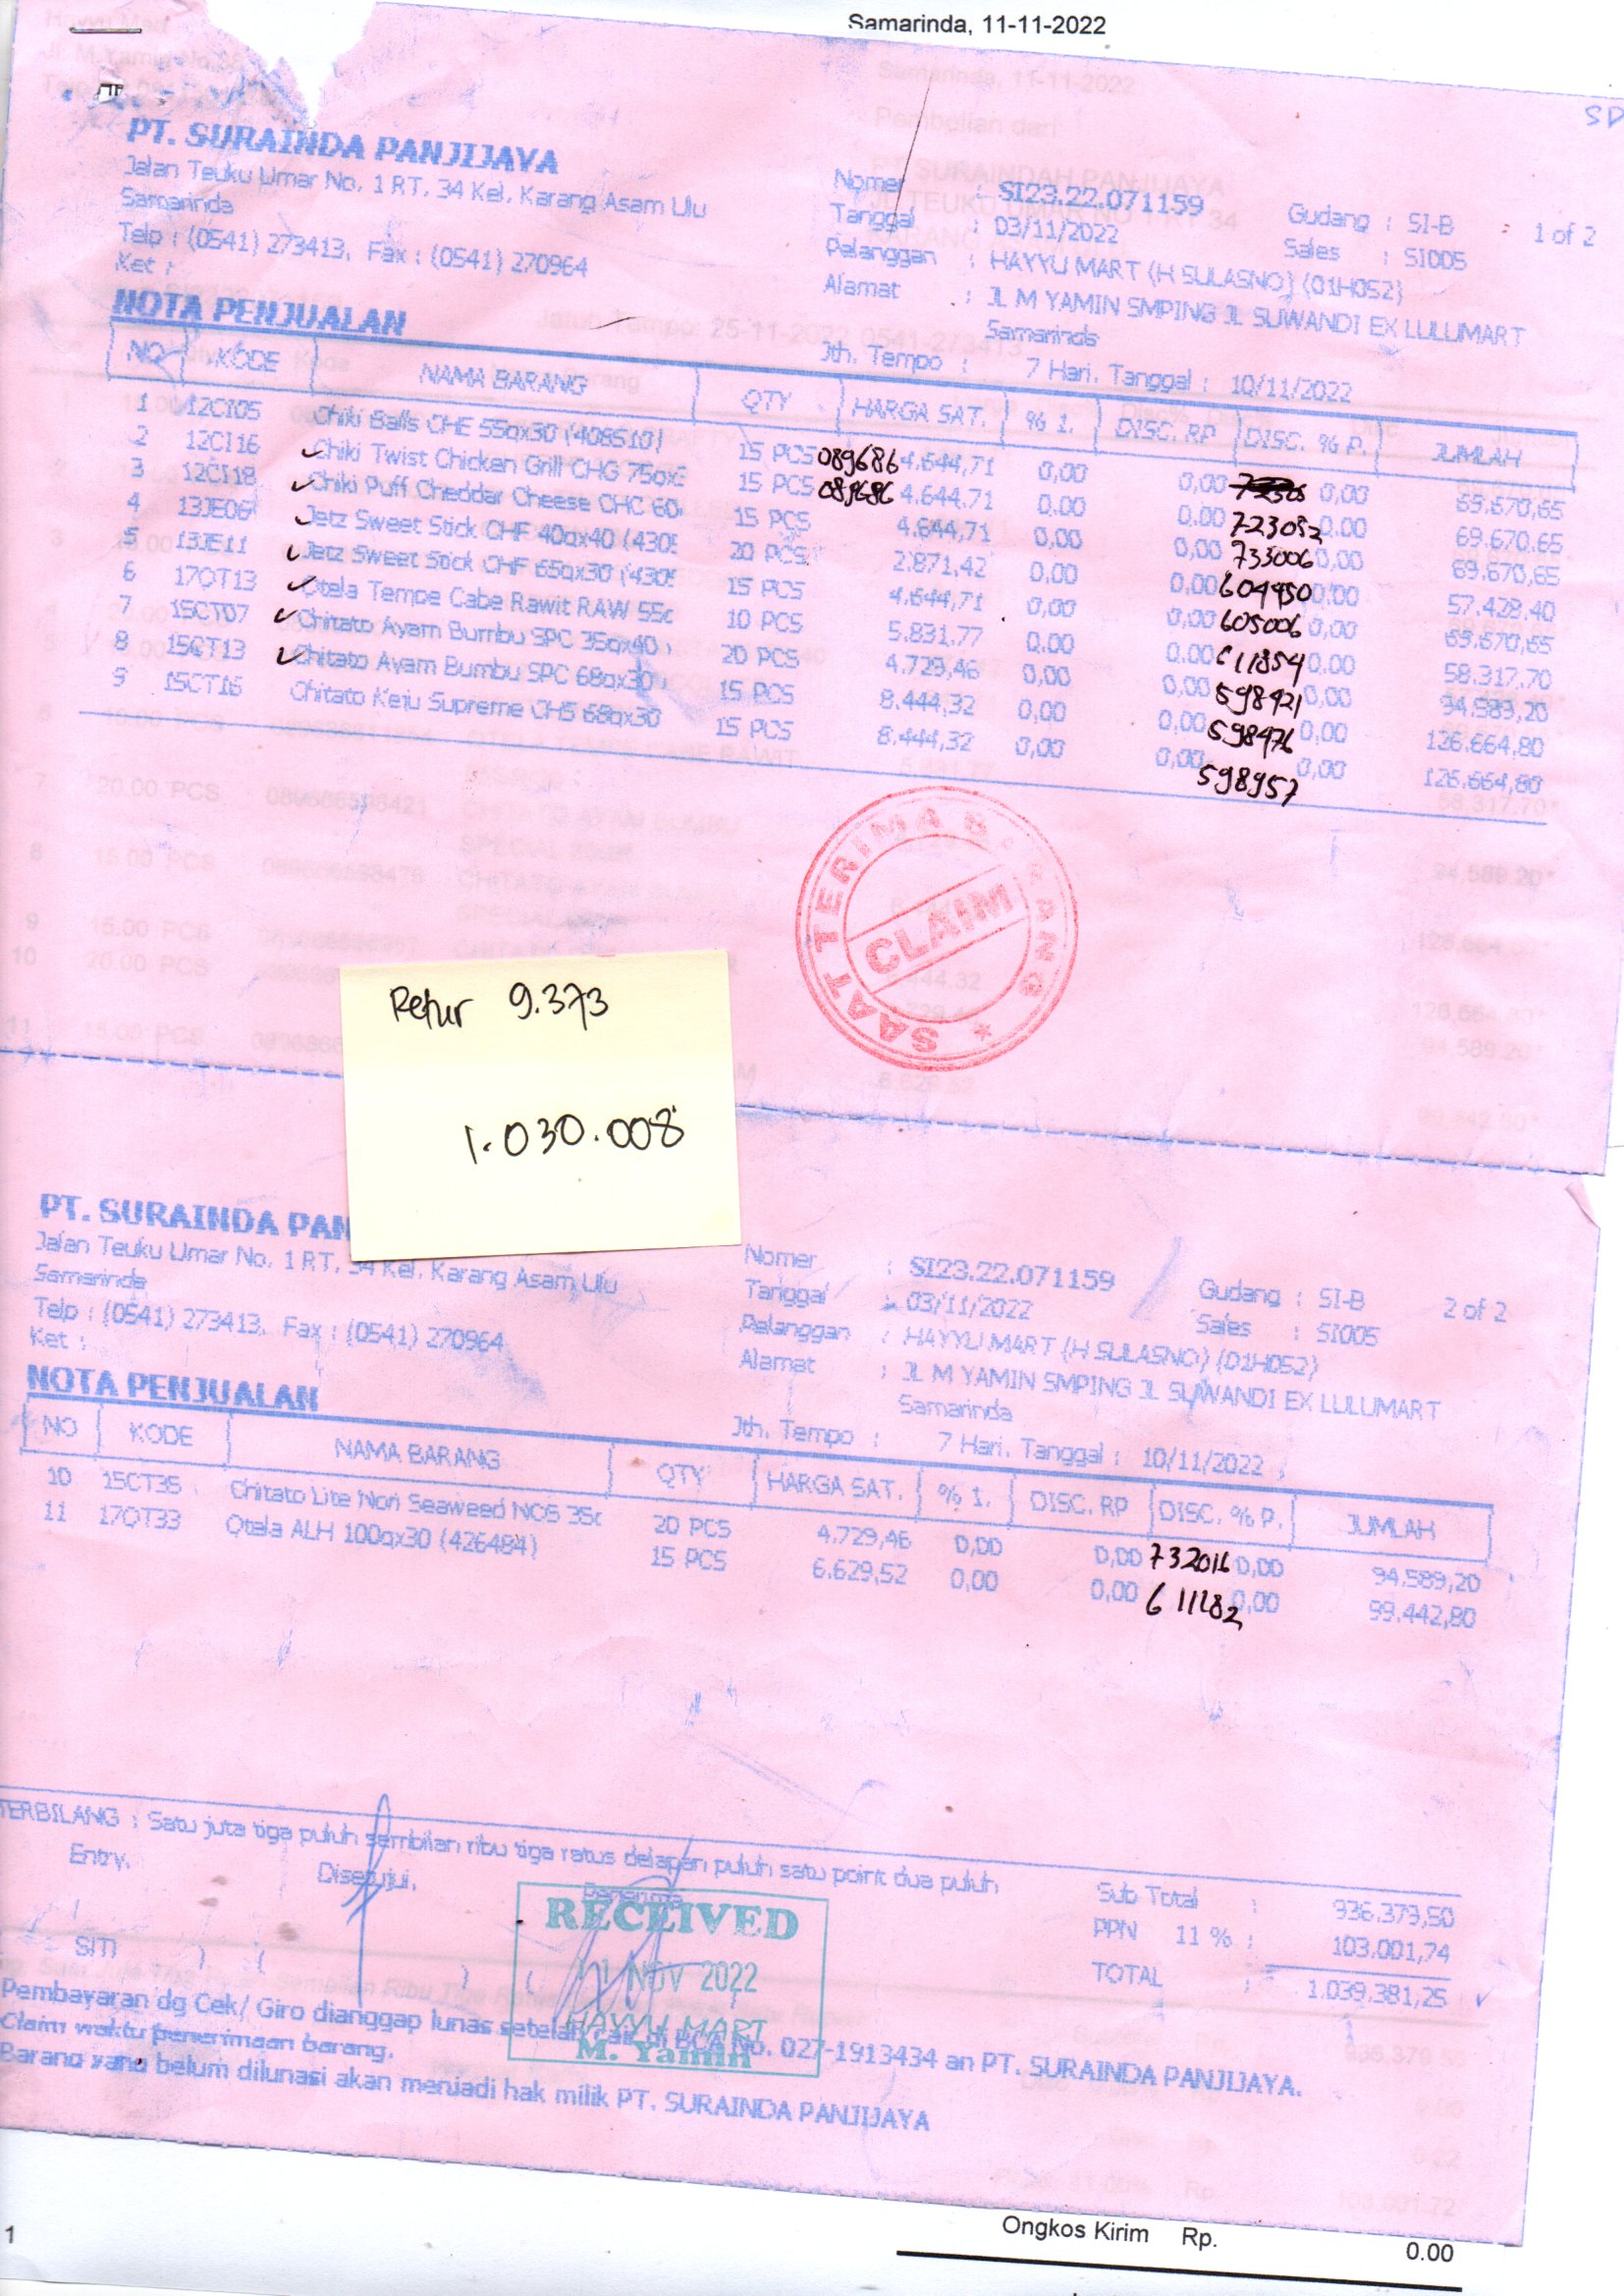 Samarinda, 11-11-2022
PT. SURAINDA PANJIJAYA
Jalan Teuku Umar No. 1 RT. 34 Kel. Karang Asam Ulu
Samarinda
Telp : (0541) 273413, Fax : (0541) 270964
Ket :
Nomer : SI23.22.071159
Tanggal : 03/11/2022
Gudang : SI-B : 1 of 2
Sales : SI005
Pelanggan : HAYYU MART (H SULASNO) (01H052)
Alamat : JL M YAMIN SMPING JL SUWANDI EX LULUMART
Samarinda
NOTA PENJUALAN
Jth. Tempo : 7 Hari. Tanggal : 10/11/2022
NO KODE NAMA BARANG QTY HARGA SAT. % 1. DISC. RP DISC. % P. JUMLAH
1 12CI05 Chiki Balls CHE 55gx30 (408510) 15 PCS 089686 4.644,71 0,00 0,00 0,00 69.670,65
2 12CI16 Chiki Twist Chicken Grill CHG 75gx3 15 PCS 089686 4.644,71 0,00 0,00 723052 0,00 69.670,65
3 12CI18 Chiki Puff Cheddar Cheese CHC 60 15 PCS 4.644,71 0,00 0,00 733006 0,00 69.670,65
4 13JE06 Jetz Sweet Stick CHF 40gx40 (4305 20 PCS 2.871,42 0,00 0,00 604950 0,00 57.428,40
5 13JE11 Jetz Sweet Stick CHF 65gx30 (4305 15 PCS 4.644,71 0,00 0,00 605006 0,00 69.670,65
6 17OT13 Otela Tempe Cabe Rawit RAW 55g 10 PCS 5.831,77 0,00 0,00 611854 0,00 58.317,70
7 15CT07 Chitato Ayam Bumbu SPC 35gx40 20 PCS 4.729,46 0,00 0,00 598421 0,00 94.589,20
8 15CT13 Chitato Ayam Bumbu SPC 68gx30 15 PCS 8.444,32 0,00 0,00 598476 0,00 126.664,80
9 15CT16 Chitato Keju Supreme CHS 68gx30 15 PCS 8.444,32 0,00 0,00 598957 0,00 126.664,80
SAAT TERIMA BARANG
CLAIM
Retur 9.373
1.030.008
PT. SURAINDA PAN
Jalan Teuku Umar No. 1 RT. 34 Kel. Karang Asam Ulu
Samarinda
Telp : (0541) 273413, Fax : (0541) 270964
Ket :
Nomer : SI23.22.071159
Tanggal : 03/11/2022
Gudang : SI-B 2 of 2
Sales : SI005
Pelanggan : HAYYU MART (H SULASNO) (01H052)
Alamat : JL M YAMIN SMPING JL SUWANDI EX LULUMART
Samarinda
NOTA PENJUALAN
Jth. Tempo : 7 Hari. Tanggal : 10/11/2022
NO KODE NAMA BARANG QTY HARGA SAT. % 1. DISC. RP DISC. % P. JUMLAH
10 15CT35 Chitato Lite Nori Seaweed NOS 35g 20 PCS 4.729,46 0,00 0,00 732016 0,00 94.589,20
11 17OT33 Otela ALH 100gx30 (426484) 15 PCS 6.629,52 0,00 0,00 611182 0,00 99.442,80
TERBILANG : Satu juta tiga puluh sembilan ribu tiga ratus delapan puluh satu point dua puluh
Entry, Disetujui, Penerima
Sub Total : 936.379,50
PPN 11 % : 103.001,74
TOTAL : 1.039.381,25
SITI
RECEIVED
11 NOV 2022
HAYYU MART
M. Yamin
Pembayaran dg Cek/ Giro dianggap lunas setelah cair di BCA No. 027-1913434 an PT. SURAINDA PANJIJAYA.
Claim waktu penerimaan barang.
Barang yang belum dilunasi akan menjadi hak milik PT. SURAINDA PANJIJAYA
1
Ongkos Kirim Rp. 0.00